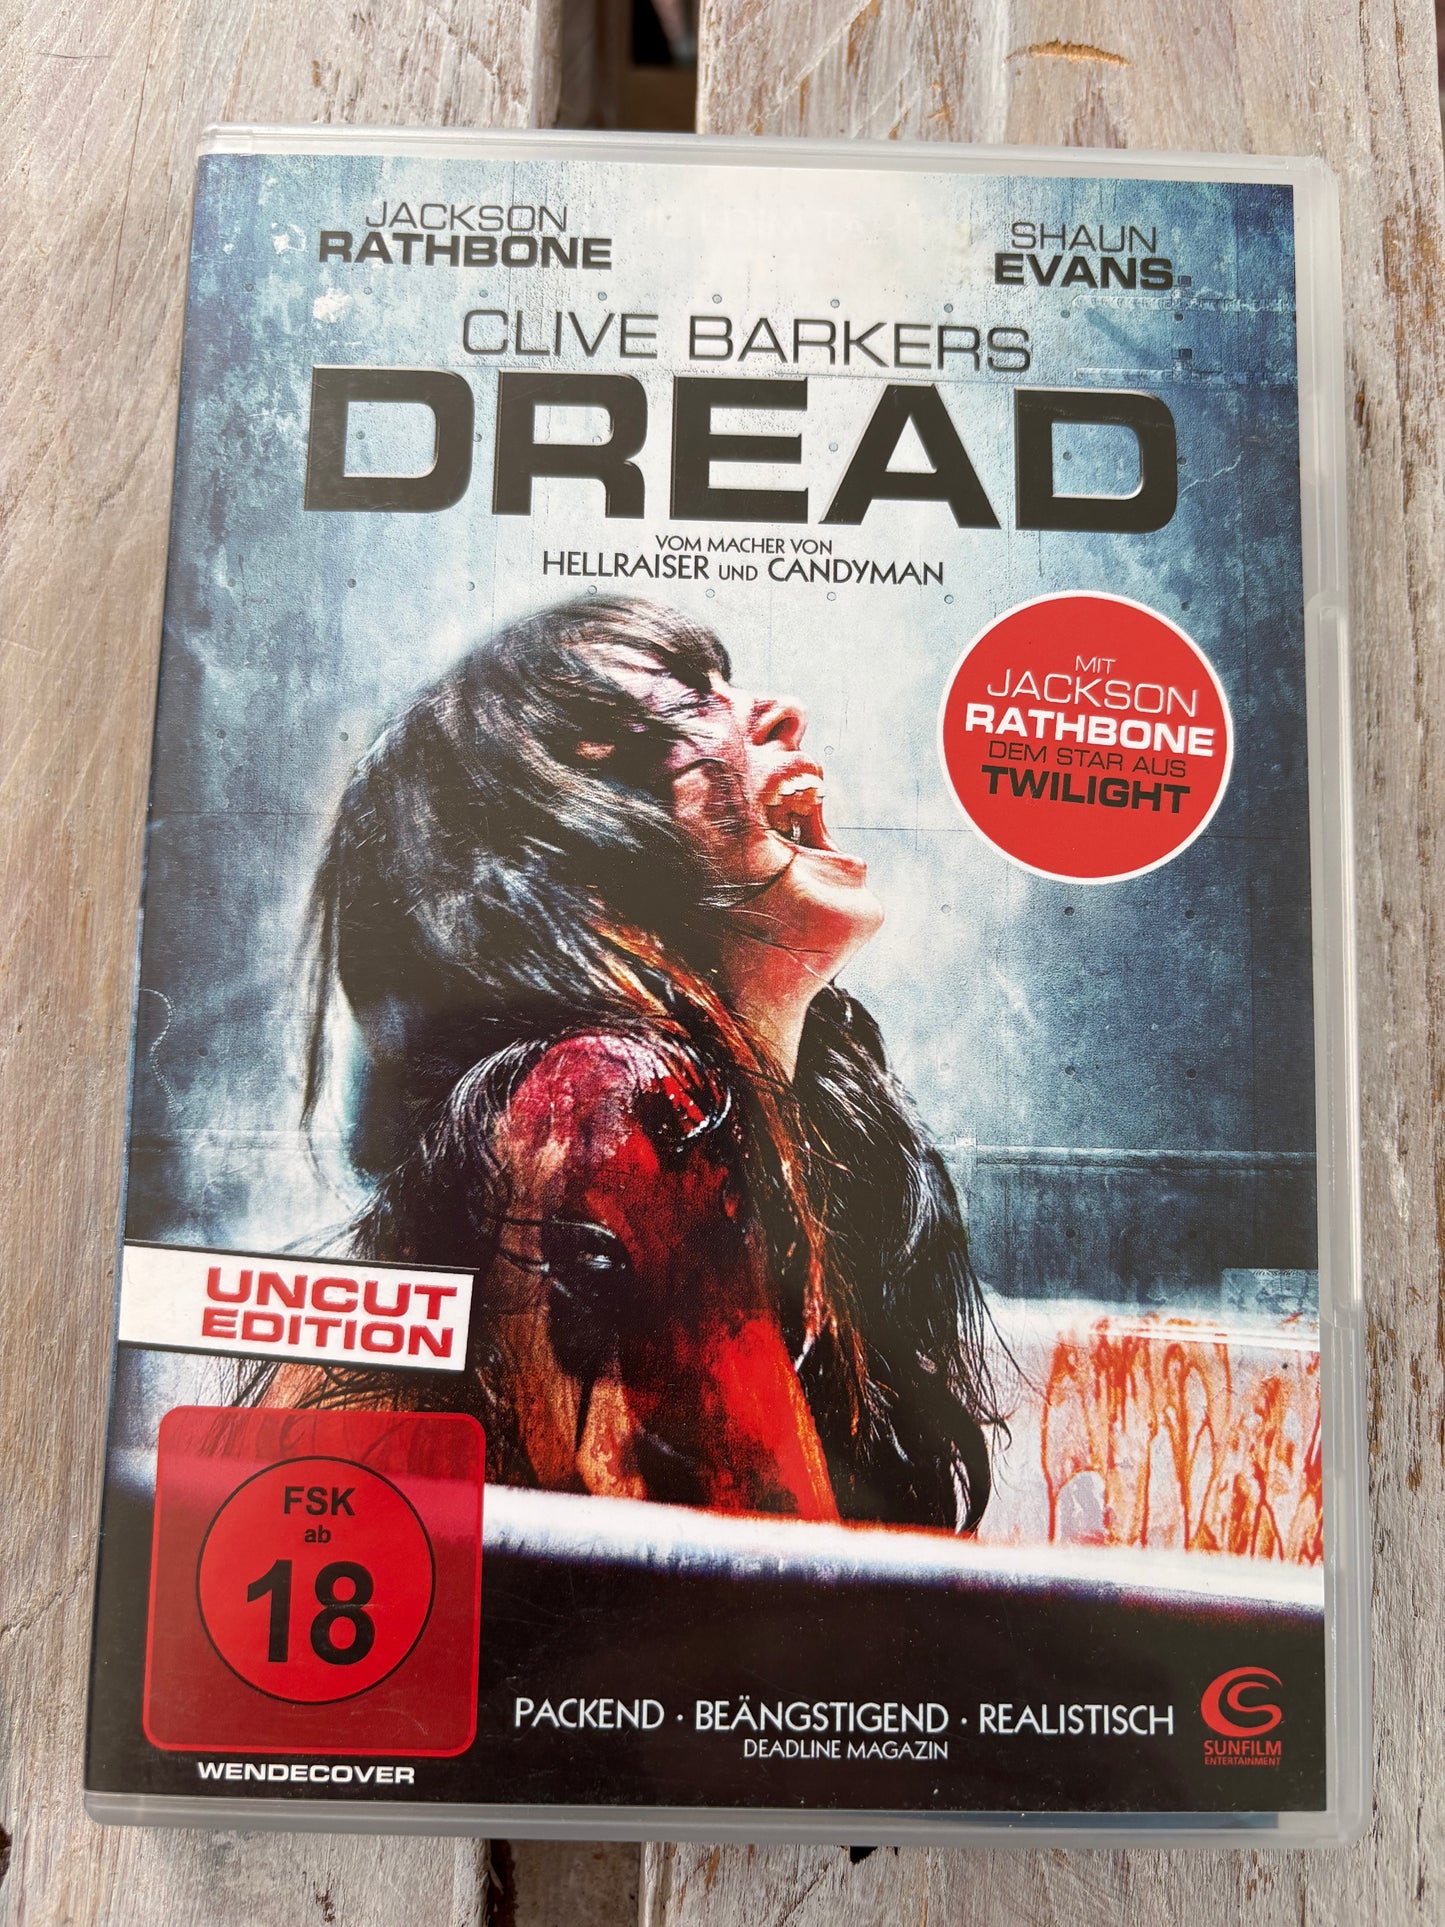 JACKSON
RATHBONE
SHAUN
EVANS
CLIVE BARKERS
DREAD
VOM MACHER VON
HELLRAISER UND CANDYMAN
MIT
JACKSON
RATHBONE
DEM STAR AUS
TWILIGHT
UNCUT
EDITION
FSK
ab
18
WENDECOVER
PACKEND · BEÄNGSTIGEND · REALISTISCH
DEADLINE MAGAZIN
SUNFILM
ENTERTAINMENT